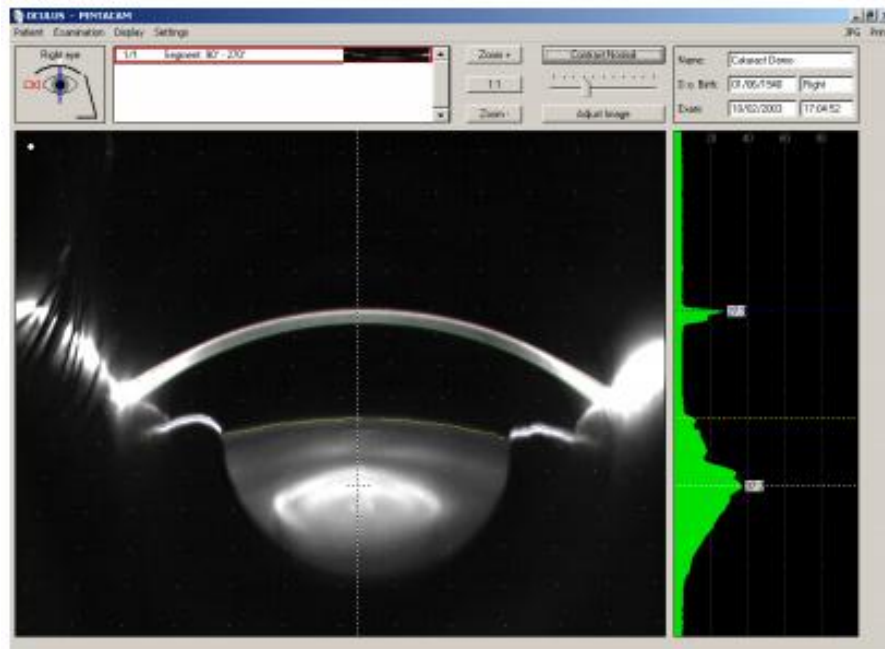 OCULUS - PENTACAM
Patient Examination Display Settings JPG Print
Right eye
1/1 Segment: 90° - 270°
Zoom +
1:1
Zoom -
Contrast Normal
Adjust Image
Name: Cataract Demo
D.o. Birth: 01/06/1940 Right
Exam: 10/02/2003 17:04:52
20 40 60 80